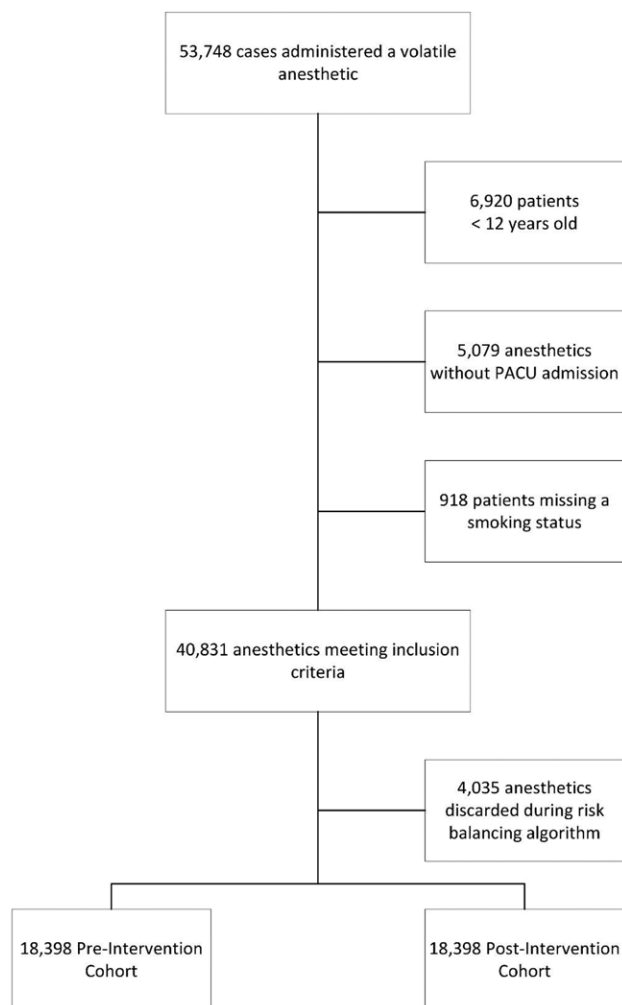 53,748 cases administered a volatile
anesthetic
6,920 patients
< 12 years old
5,079 anesthetics
without PACU admission
918 patients missing a
smoking status
40,831 anesthetics meeting inclusion
criteria
4,035 anesthetics
discarded during risk
balancing algorithm
18,398 Pre-Intervention
Cohort
18,398 Post-Intervention
Cohort